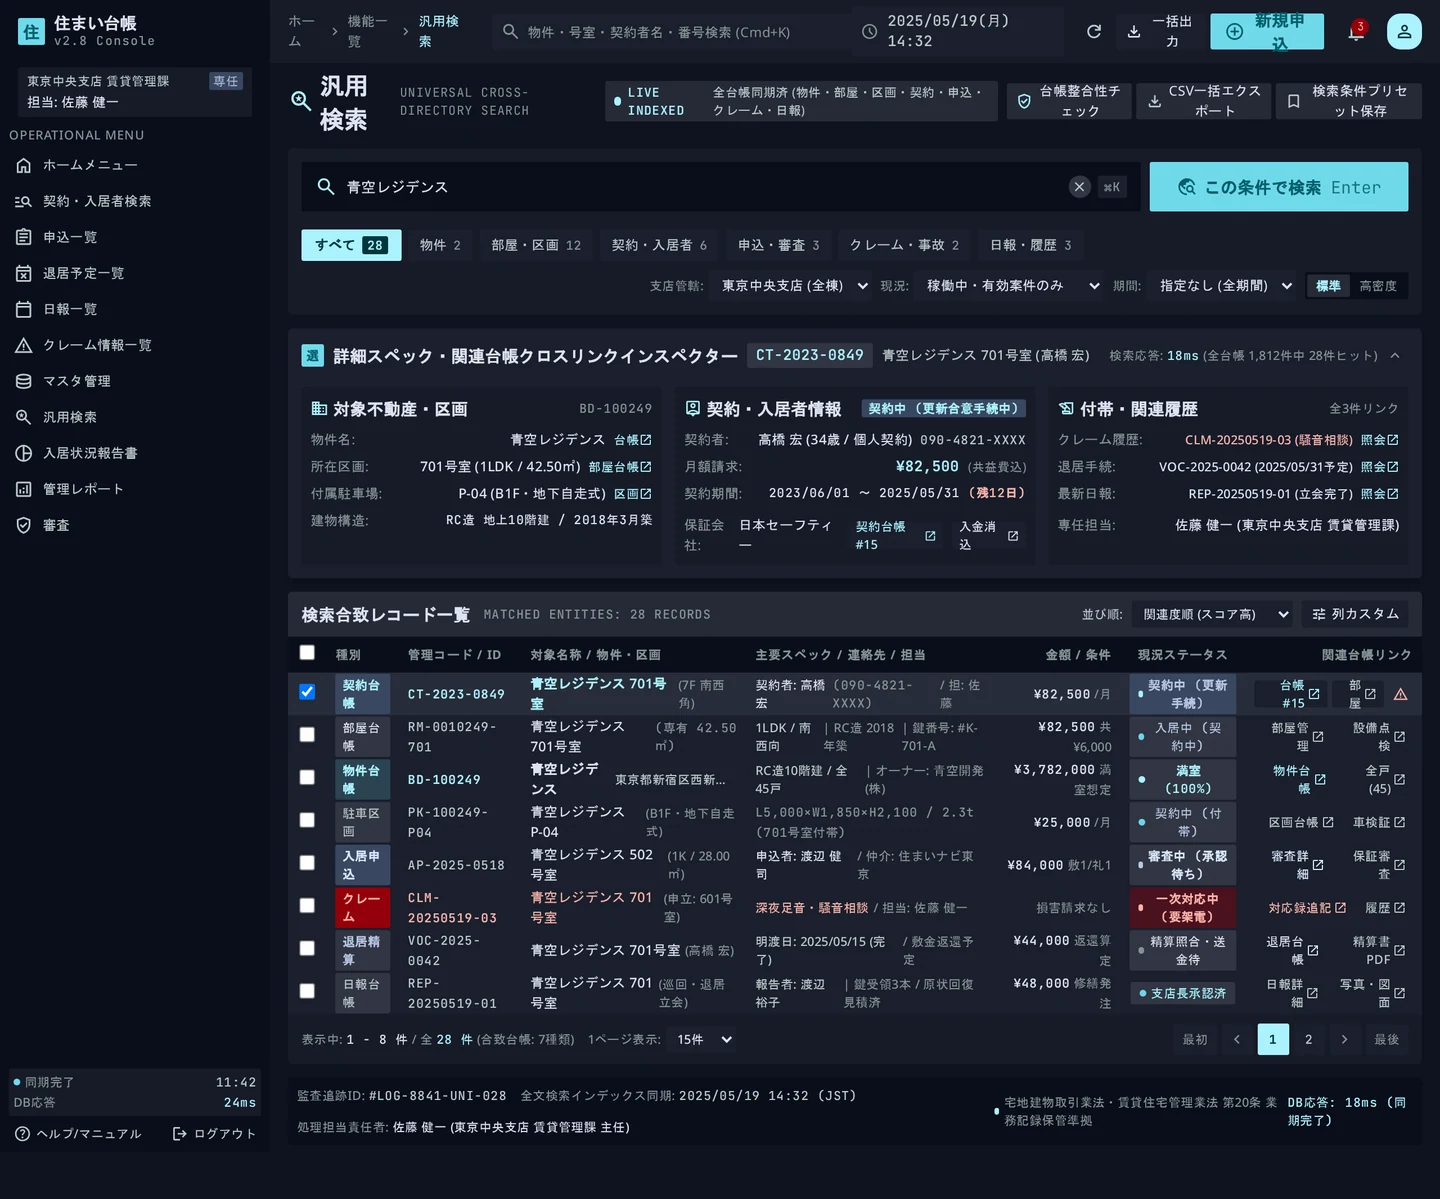 住
住まい台帳
v2.8 Console
東京中央支店 賃貸管理課
専任
担当: 佐藤 健一
OPERATIONAL MENU
ホームメニュー
契約・入居者検索
申込一覧
退居予定一覧
日報一覧
クレーム情報一覧
マスタ管理
汎用検索
入居状況報告書
管理レポート
審査
同期完了 11:42
DB応答 24ms
ヘルプ/マニュアル ログアウト
ホーム
機能一覧
汎用検索
物件・号室・契約者名・番号検索 (Cmd+K)
2025/05/19(月)
14:32
一括出力
新規申込
3
汎用
検索
UNIVERSAL CROSS-
DIRECTORY SEARCH
LIVE
INDEXED
全台帳同期済 (物件・部屋・区画・契約・申込・
クレーム・日報)
台帳整合性チ
ェック
CSV一括エクス
ポート
検索条件プリセ
ット保存
青空レジデンス
⌘K
この条件で検索 Enter
すべて 28 物件 2 部屋・区画 12 契約・入居者 6 申込・審査 3 クレーム・事故 2 日報・履歴 3
支店管轄: 東京中央支店 (全棟) 現況: 稼働中・有効案件のみ 期間: 指定なし (全期間) 標準 高密度
選 詳細スペック・関連台帳クロスリンクインスペクター CT-2023-0849 青空レジデンス 701号室 (高橋 宏) 検索応答: 18ms (全台帳 1,812件中 28件ヒット)
対象不動産・区画 BD-100249
物件名: 青空レジデンス 台帳
所在区画: 701号室 (1LDK / 42.50㎡) 部屋台帳
付属駐車場: P-04 (B1F・地下自走式) 区画
建物構造: RC造 地上10階建 / 2018年3月築
契約・入居者情報 契約中 (更新合意手続中)
契約者: 高橋 宏 (34歳 / 個人契約) 090-4821-XXXX
月額請求: ¥82,500 (共益費込)
契約期間: 2023/06/01 ～ 2025/05/31 (残12日)
保証会
社:
日本セーフティ
ー
契約台帳
#15
入金消
込
付帯・関連履歴 全3件リンク
クレーム履歴: CLM-20250519-03 (騒音相談) 照会
退居手続: VOC-2025-0042 (2025/05/31予定) 照会
最新日報: REP-20250519-01 (立会完了) 照会
専任担当: 佐藤 健一 (東京中央支店 賃貸管理課)
検索合致レコード一覧 MATCHED ENTITIES: 28 RECORDS 並び順: 関連度順 (スコア高) 列カスタム
種別 管理コード / ID 対象名称 / 物件・区画 主要スペック / 連絡先 / 担当 金額 / 条件 現況ステータス 関連台帳リンク
契約台
帳
CT-2023-0849
青空レジデンス 701号
室
(7F 南西
角)
契約者: 高橋
宏
(090-4821-
XXXX)
/ 担: 佐
藤
¥82,500 /月
契約中 (更新
手続)
台帳
#15
部
屋
部屋台
帳
RM-0010249-
701
青空レジデンス
701号室
(専有 42.50
㎡)
1LDK / 南
西向
| RC造 2018
年築
| 鍵番号: #K-
701-A
¥82,500 共
¥6,000
入居中 (契
約中)
部屋管
理
設備点
検
物件台
帳
BD-100249
青空レジデ
ンス
東京都新宿区西新...
RC造10階建 / 全
45戸
| オーナー: 青空開発
(株)
¥3,782,000 満
室想定
満室
(100%)
物件台
帳
全戸
(45)
駐車区
画
PK-100249-
P04
青空レジデンス
P-04
(B1F・地下自走
式)
L5,000×W1,850×H2,100 / 2.3t
(701号室付帯)
¥25,000 /月
契約中 (付
帯)
区画台帳
車検証
入居申
込
AP-2025-0518
青空レジデンス 502
号室
(1K / 28.00
㎡)
申込者: 渡辺 健
司
/ 仲介: 住まいナビ東
京
¥84,000 敷1/礼1
審査中 (承認
待ち)
審査詳
細
保証審
査
クレー
ム
CLM-
20250519-03
青空レジデンス 701
号室
(申立: 601号
室)
深夜足音・騒音相談 / 担当: 佐藤 健一
損害請求なし
一次対応中
(要架電)
対応録追記
履歴
退居精
算
VOC-2025-
0042
青空レジデンス 701号室 (高橋 宏)
明渡日: 2025/05/15 (完
了)
/ 敷金返還予
定
¥44,000 返還算
定
精算照合・送
金待
退居台
帳
精算書
PDF
日報台
帳
REP-
20250519-01
青空レジデンス 701
号室
(巡回・退居
立会)
報告者: 渡辺
裕子
| 鍵受領3本 / 原状回復
見積済
¥48,000 修繕発
注
支店長承認済
日報詳
細
写真・図
面
表示中: 1 - 8 件 / 全 28 件 (合致台帳: 7種類) 1ページ表示: 15件
最初 1 2 最後
監査追跡ID: #LOG-8841-UNI-028 全文検索インデックス同期: 2025/05/19 14:32 (JST)
処理担当責任者: 佐藤 健一 (東京中央支店 賃貸管理課 主任)
宅地建物取引業法・賃貸住宅管理業法 第20条 業
務記録保管準拠
DB応答: 18ms (同
期完了)